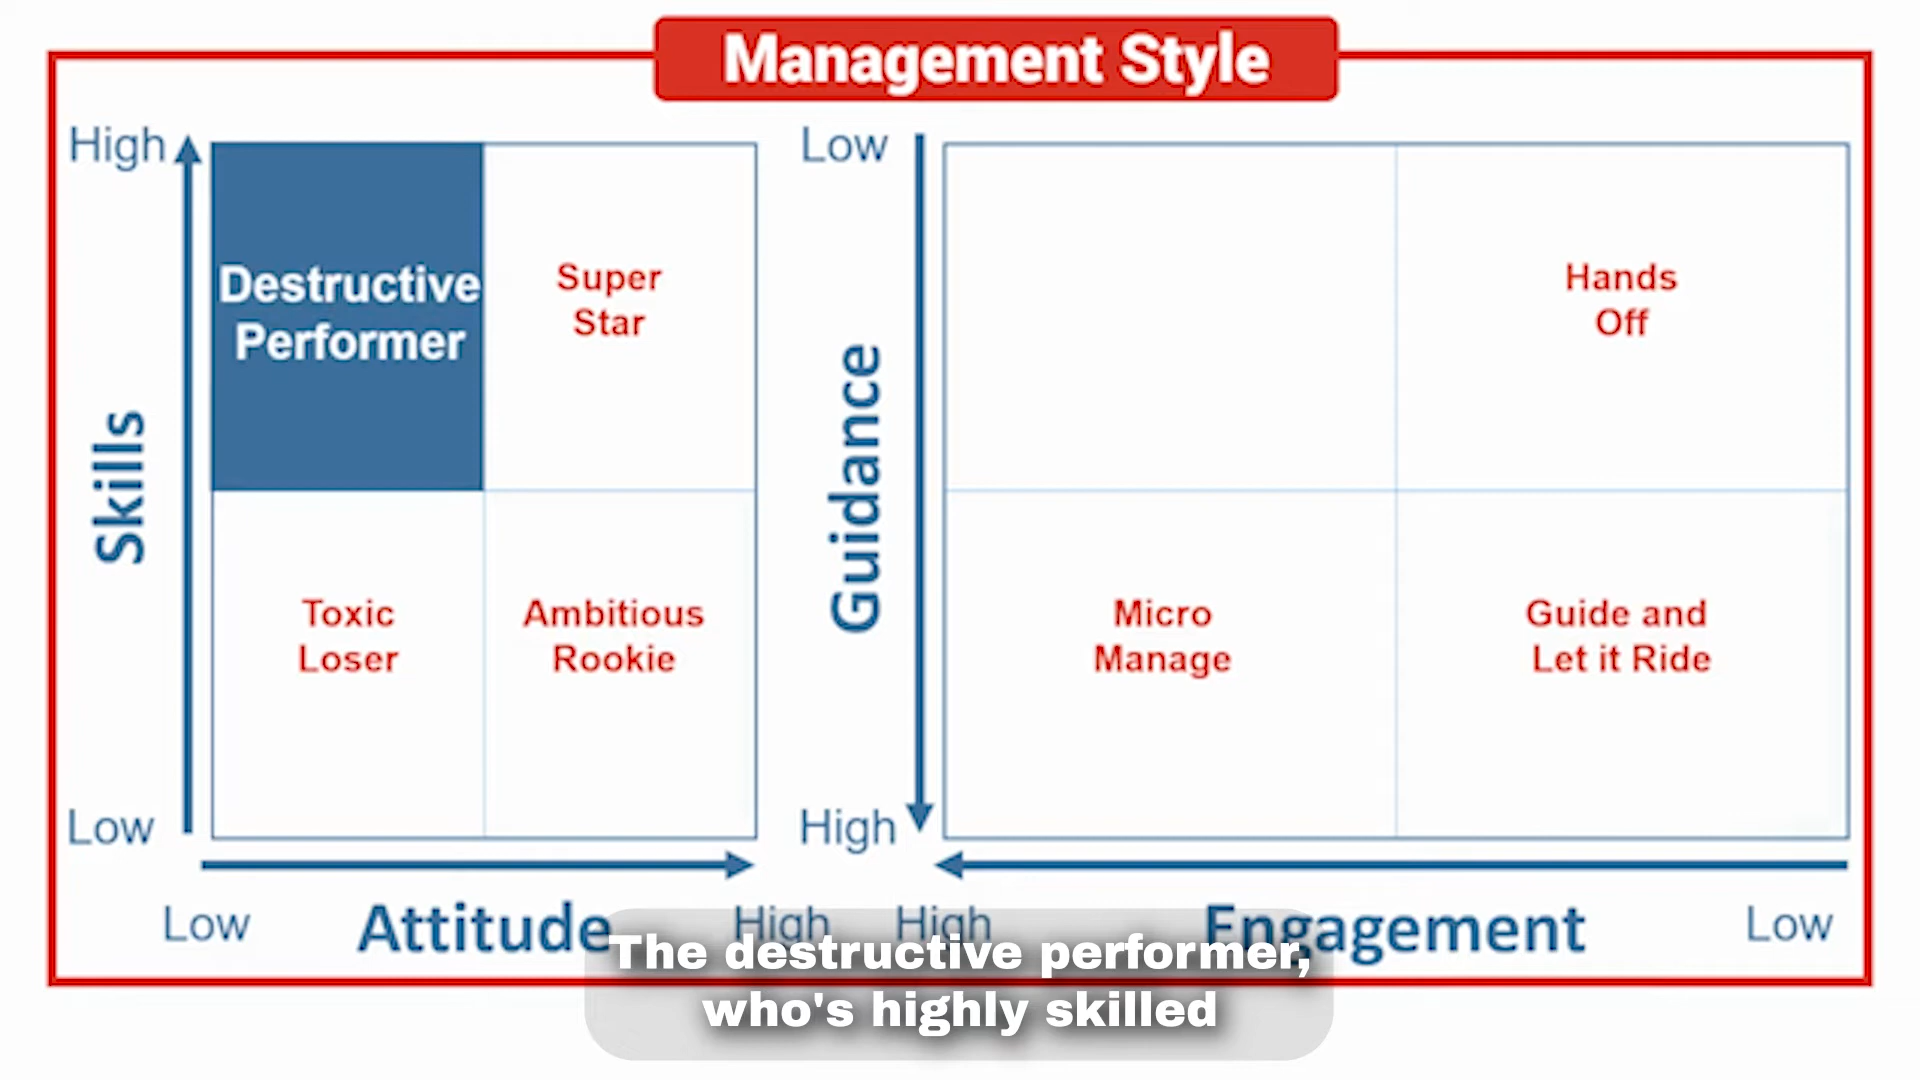 Management Style
High
Skills
Low
Destructive
Performer
Super
Star
Toxic
Loser
Ambitious
Rookie
Low
Attitude
High
Low
Guidance
High
Hands
Off
Micro
Manage
Guide and
Let it Ride
High
Engagement
Low
The destructive performer,
who's highly skilled